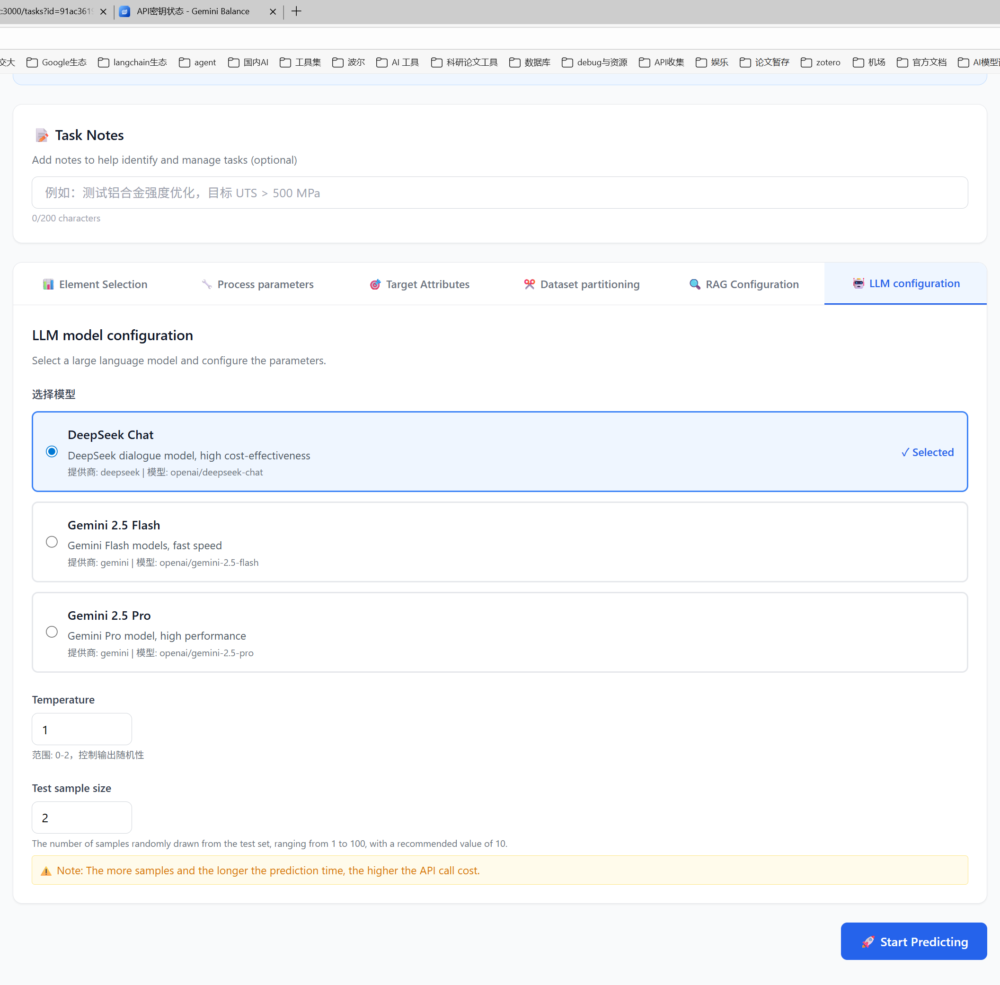 :3000/tasks?id=91ac361
API密钥状态 - Gemini Balance
交大
Google生态
langchain生态
agent
国内AI
工具集
波尔
AI 工具
科研论文工具
数据库
debug与资源
API收集
娱乐
论文暂存
zotero
机场
官方文档
AI模型
Task Notes
Add notes to help identify and manage tasks (optional)
例如：测试铝合金强度优化，目标 UTS > 500 MPa
0/200 characters
Element Selection
Process parameters
Target Attributes
Dataset partitioning
RAG Configuration
LLM configuration
LLM model configuration
Select a large language model and configure the parameters.
选择模型
DeepSeek Chat
DeepSeek dialogue model, high cost-effectiveness
提供商: deepseek | 模型: openai/deepseek-chat
✓ Selected
Gemini 2.5 Flash
Gemini Flash models, fast speed
提供商: gemini | 模型: openai/gemini-2.5-flash
Gemini 2.5 Pro
Gemini Pro model, high performance
提供商: gemini | 模型: openai/gemini-2.5-pro
Temperature
1
范围: 0-2，控制输出随机性
Test sample size
2
The number of samples randomly drawn from the test set, ranging from 1 to 100, with a recommended value of 10.
Note: The more samples and the longer the prediction time, the higher the API call cost.
Start Predicting